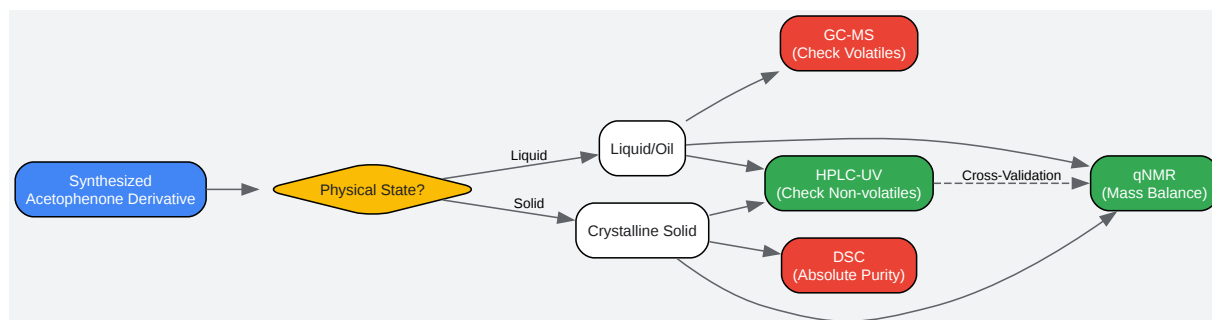 Synthesized
Acetophenone Derivative
Physical State?
Liquid
Solid
Liquid/Oil
Crystalline Solid
GC-MS
(Check Volatiles)
HPLC-UV
(Check Non-volatiles)
DSC
(Absolute Purity)
Cross-Validation
qNMR
(Mass Balance)